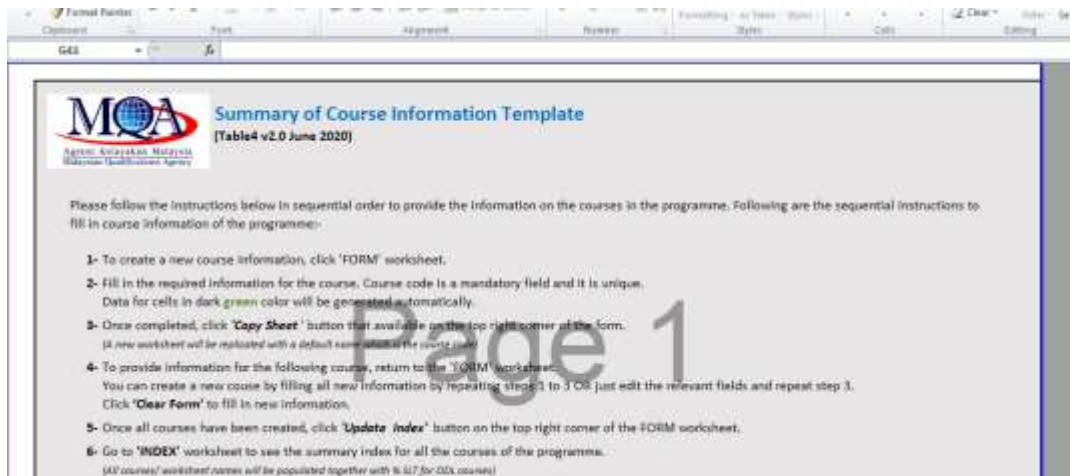 Format Painter
Clear
Clipboard
Font
Alignment
Number
Styles
Cells
Editing
G43
fx
MQA
Agensi Kelayakan Malaysia
Malaysian Qualifications Agency
Summary of Course Information Template
(Table4 v2.0 June 2020)
Please follow the instructions below in sequential order to provide the information on the courses in the programme. Following are the sequential instructions to
fill in course information of the programme:-
1- To create a new course information, click 'FORM' worksheet.
2- Fill in the required information for the course. Course code is a mandatory field and it is unique.
Data for cells in dark green color will be generated automatically.
3- Once completed, click 'Copy Sheet' button that available on the top right corner of the form.
(A new worksheet will be replicated with a default name which is the course code)
4- To provide information for the following course, return to the 'FORM' worksheet.
You can create a new couse by filling all new information by repeating steps 1 to 3 OR just edit the relevant fields and repeat step 3.
Click 'Clear Form' to fill in new information.
5- Once all courses have been created, click 'Update Index' button on the top right corner of the FORM worksheet.
6- Go to 'INDEX' worksheet to see the summary index for all the courses of the programme.
(All courses/ worksheet names will be populated together with % SLT for ODL courses)
Page 1